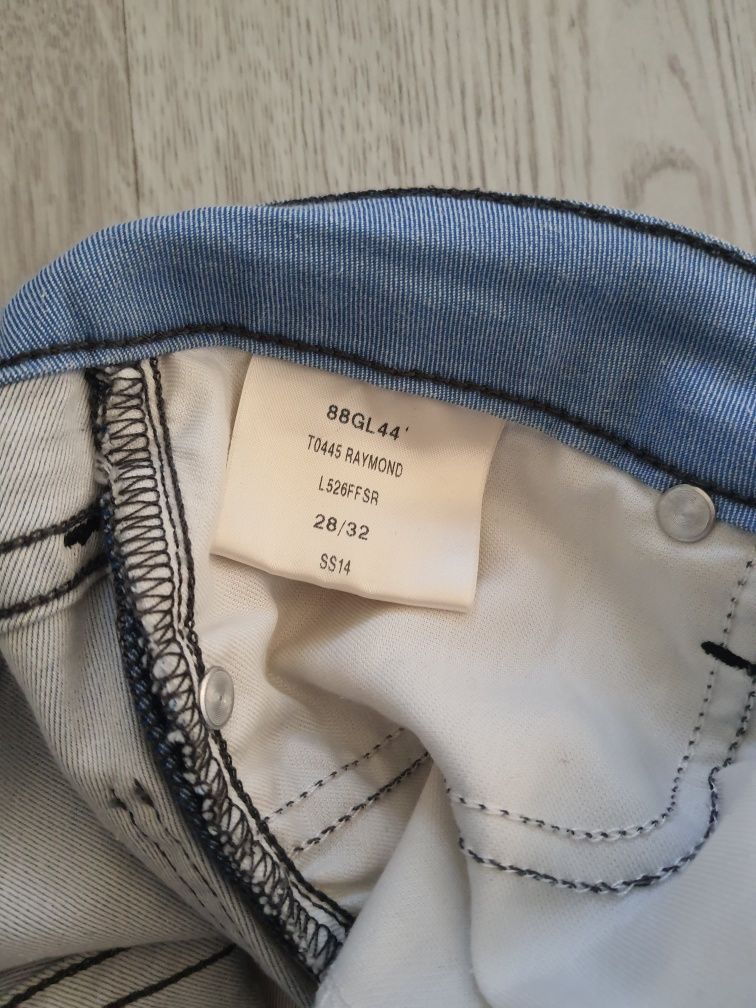 88GL44'
T0445 RAYMOND
L526FFSR
28/32
SS14